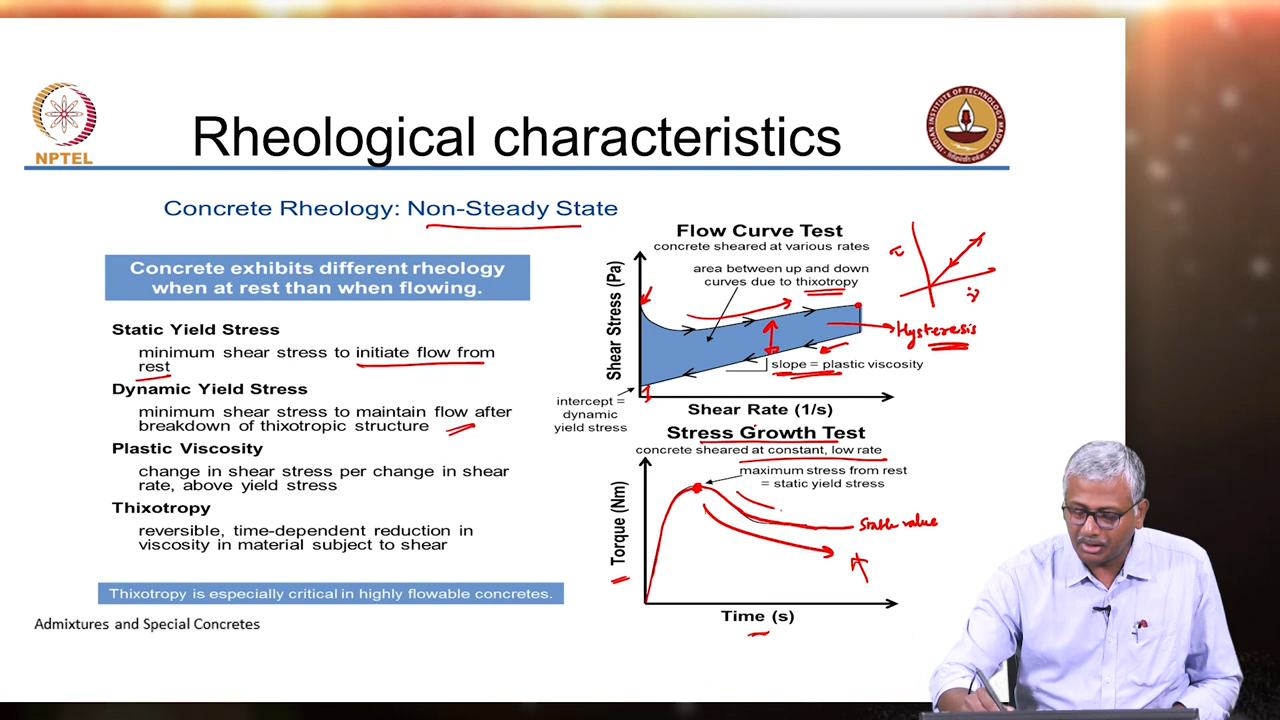 NPTEL
Rheological characteristics
INDIAN INSTITUTE OF TECHNOLOGY MADRAS
Concrete Rheology: Non-Steady State
Concrete exhibits different rheology
when at rest than when flowing.
Static Yield Stress
minimum shear stress to initiate flow from
rest
Dynamic Yield Stress
minimum shear stress to maintain flow after
breakdown of thixotropic structure
Plastic Viscosity
change in shear stress per change in shear
rate, above yield stress
Thixotropy
reversible, time-dependent reduction in
viscosity in material subject to shear
Thixotropy is especially critical in highly flowable concretes.
Admixtures and Special Concretes
Flow Curve Test
concrete sheared at various rates
area between up and down
curves due to thixotropy
Shear Stress (Pa)
τ
γ̇
Hysteresis
slope = plastic viscosity
intercept =
dynamic
yield stress
Shear Rate (1/s)
Stress Growth Test
concrete sheared at constant, low rate
maximum stress from rest
= static yield stress
Torque (Nm)
Stable value
Time (s)